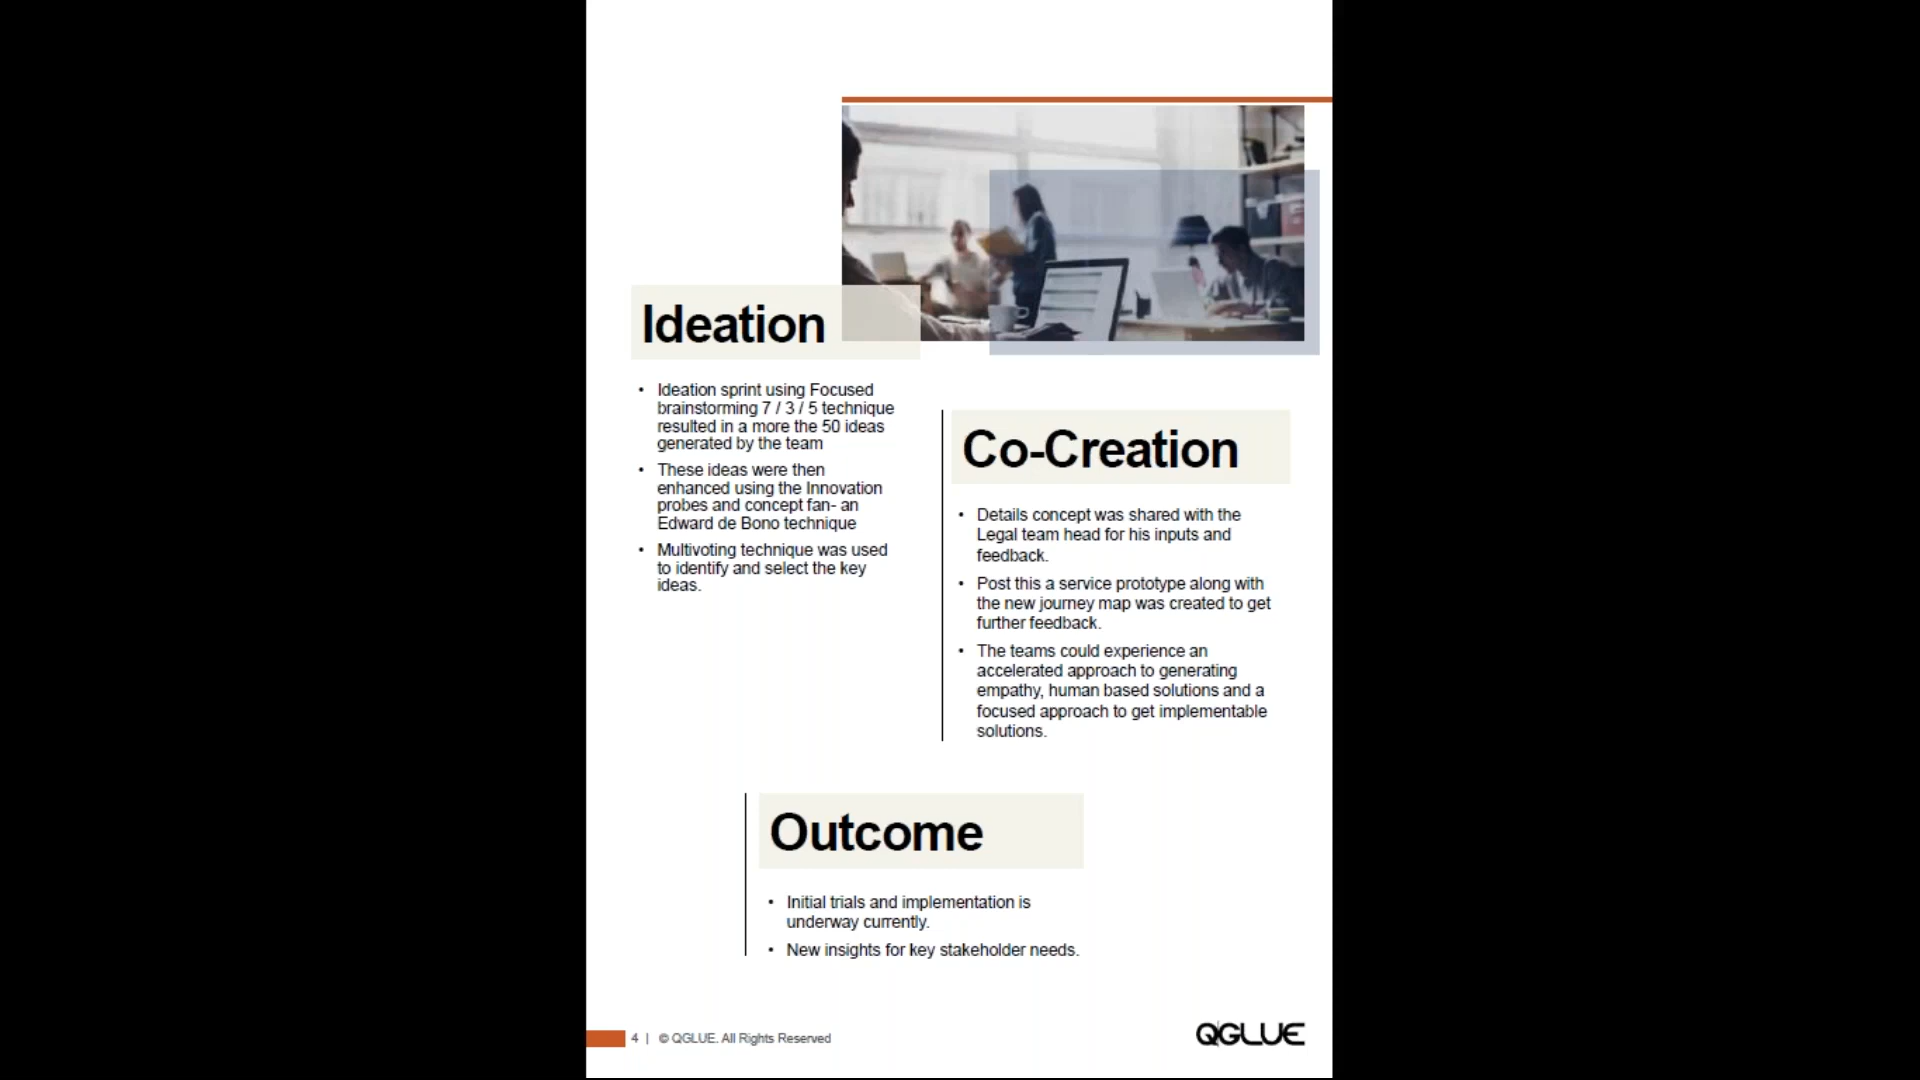 Ideation
• Ideation sprint using Focused
brainstorming 7 / 3 / 5 technique
resulted in a more the 50 ideas
generated by the team
• These ideas were then
enhanced using the Innovation
probes and concept fan- an
Edward de Bono technique
• Multivoting technique was used
to identify and select the key
ideas.
Co-Creation
• Details concept was shared with the
Legal team head for his inputs and
feedback.
• Post this a service prototype along with
the new journey map was created to get
further feedback.
• The teams could experience an
accelerated approach to generating
empathy, human based solutions and a
focused approach to get implementable
solutions.
Outcome
• Initial trials and implementation is
underway currently.
• New insights for key stakeholder needs.
4 | © QGLUE. All Rights Reserved
QGLUE